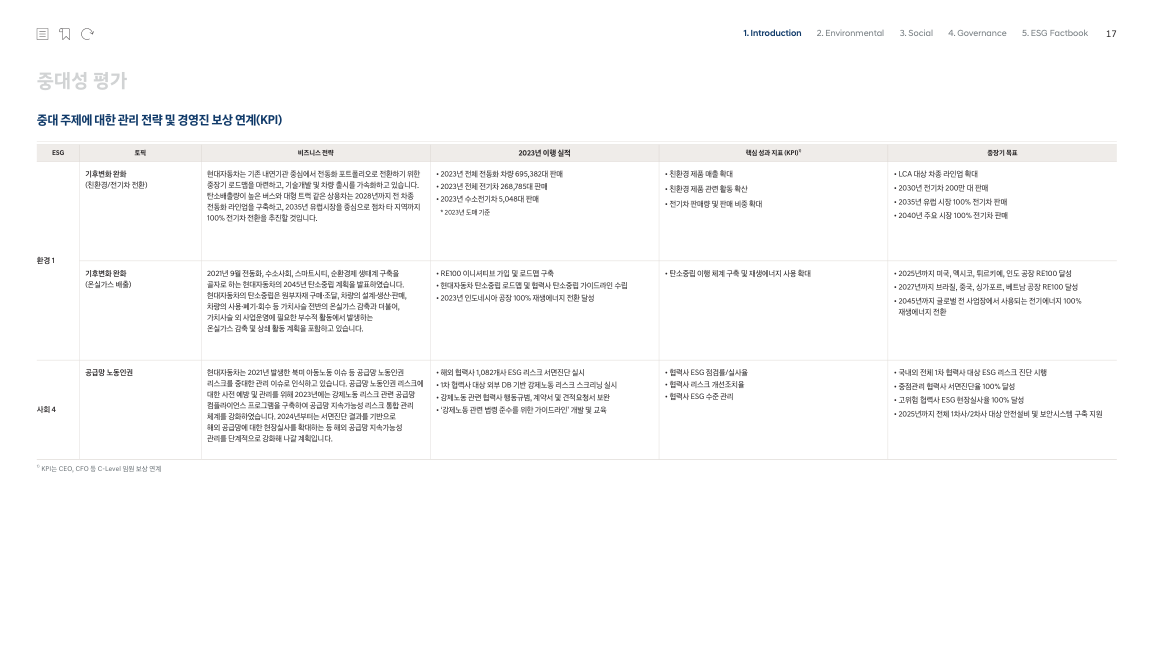 1. Introduction 2. Environmental 3. Social 4. Governance 5. ESG Factbook 17
중대성 평가
중대 주제에 대한 관리 전략 및 경영진 보상 연계(KPI)
ESG 토픽 비즈니스 전략 2023년 이행 실적 핵심 성과 지표 (KPI)¹⁾ 중장기 목표
환경 1
기후변화 완화
(친환경/전기차 전환)
현대자동차는 기존 내연기관 중심에서 전동화 포트폴리오로 전환하기 위한
중장기 로드맵을 마련하고, 기술개발 및 차량 출시를 가속화하고 있습니다.
탄소배출량이 높은 버스와 대형 트럭 같은 상용차는 2028년까지 전 차종
전동화 라인업을 구축하고, 2035년 유럽시장을 중심으로 점차 타 지역까지
100% 전기차 전환을 추진할 것입니다.
• 2023년 전체 전동화 차량 695,382대 판매
• 2023년 전체 전기차 268,785대 판매
• 2023년 수소전기차 5,048대 판매
* 2023년 도매 기준
• 친환경 제품 매출 확대
• 친환경 제품 관련 활동 확산
• 전기차 판매량 및 판매 비중 확대
• LCA 대상 차종 라인업 확대
• 2030년 전기차 200만 대 판매
• 2035년 유럽 시장 100% 전기차 판매
• 2040년 주요 시장 100% 전기차 판매
기후변화 완화
(온실가스 배출)
2021년 9월 전동화, 수소사회, 스마트시티, 순환경제 생태계 구축을
골자로 하는 현대자동차의 2045년 탄소중립 계획을 발표하였습니다.
현대자동차의 탄소중립은 원부자재 구매·조달, 차량의 설계·생산·판매,
차량의 사용·폐기·회수 등 가치사슬 전반의 온실가스 감축과 더불어,
가치사슬 외 사업운영에 필요한 부수적 활동에서 발생하는
온실가스 감축 및 상쇄 활동 계획을 포함하고 있습니다.
• RE100 이니셔티브 가입 및 로드맵 구축
• 현대자동차 탄소중립 로드맵 및 협력사 탄소중립 가이드라인 수립
• 2023년 인도네시아 공장 100% 재생에너지 전환 달성
• 탄소중립 이행 체계 구축 및 재생에너지 사용 확대
• 2025년까지 미국, 멕시코, 튀르키예, 인도 공장 RE100 달성
• 2027년까지 브라질, 중국, 싱가포르, 베트남 공장 RE100 달성
• 2045년까지 글로벌 전 사업장에서 사용되는 전기에너지 100%
재생에너지 전환
사회 4
공급망 노동인권
현대자동차는 2021년 발생한 북미 아동노동 이슈 등 공급망 노동인권
리스크를 중대한 관리 이슈로 인식하고 있습니다. 공급망 노동인권 리스크에
대한 사전 예방 및 관리를 위해 2023년에는 강제노동 리스크 관련 공급망
컴플라이언스 프로그램을 구축하여 공급망 지속가능성 리스크 통합 관리
체계를 강화하였습니다. 2024년부터는 서면진단 결과를 기반으로
해외 공급망에 대한 현장실사를 확대하는 등 해외 공급망 지속가능성
관리를 단계적으로 강화해 나갈 계획입니다.
• 해외 협력사 1,082개사 ESG 리스크 서면진단 실시
• 1차 협력사 대상 외부 DB 기반 강제노동 리스크 스크리닝 실시
• 강제노동 관련 협력사 행동규범, 계약서 및 견적요청서 보완
• '강제노동 관련 법령 준수를 위한 가이드라인' 개발 및 교육
• 협력사 ESG 점검률/실사율
• 협력사 리스크 개선조치율
• 협력사 ESG 수준 관리
• 국내외 전체 1차 협력사 대상 ESG 리스크 진단 시행
• 중점관리 협력사 서면진단율 100% 달성
• 고위험 협력사 ESG 현장실사율 100% 달성
• 2025년까지 전체 1차사/2차사 대상 안전설비 및 보안시스템 구축 지원
¹⁾ KPI는 CEO, CFO 등 C-Level 임원 보상 연계